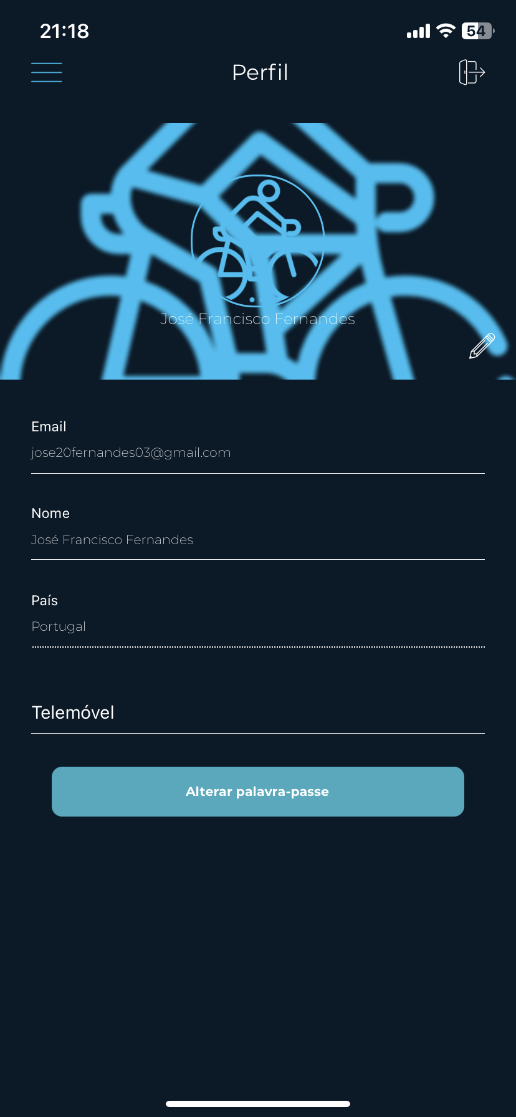 21:18
54
Perfil
José Francisco Fernandes
Email
jose20fernandes03@gmail.com
Nome
José Francisco Fernandes
País
Portugal
Telemóvel
Alterar palavra-passe